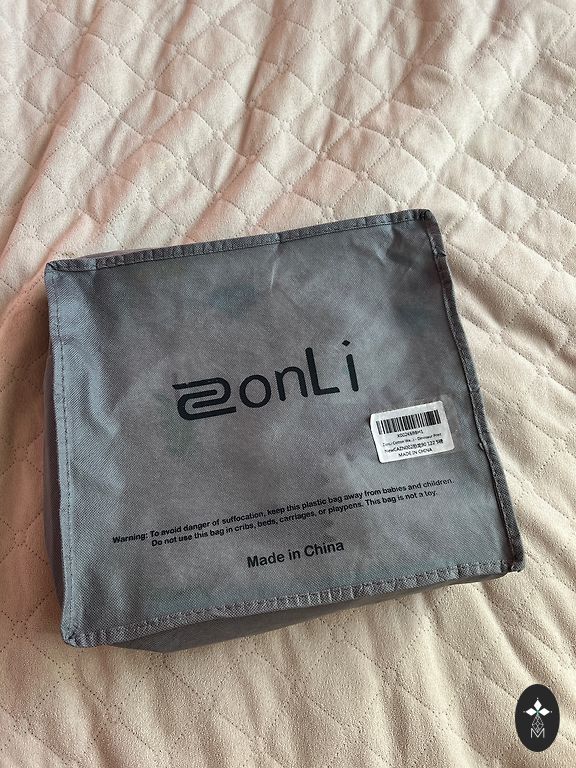 ZonLi
MADE IN CHINA
Warning: To avoid danger of suffocation, keep this plastic bag away from babies and children.
Do not use this bag in cribs, beds, carriages, or playpens. This bag is not a toy.
Made in China
M